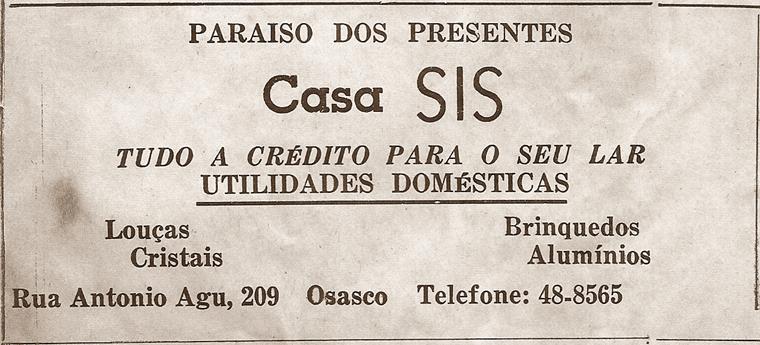 PARAISO DOS PRESENTES
Casa SIS
TUDO A CRÉDITO PARA O SEU LAR
UTILIDADES DOMÉSTICAS
Louças Brinquedos
Cristais Alumínios
Rua Antonio Agu, 209 Osasco Telefone: 48-8565